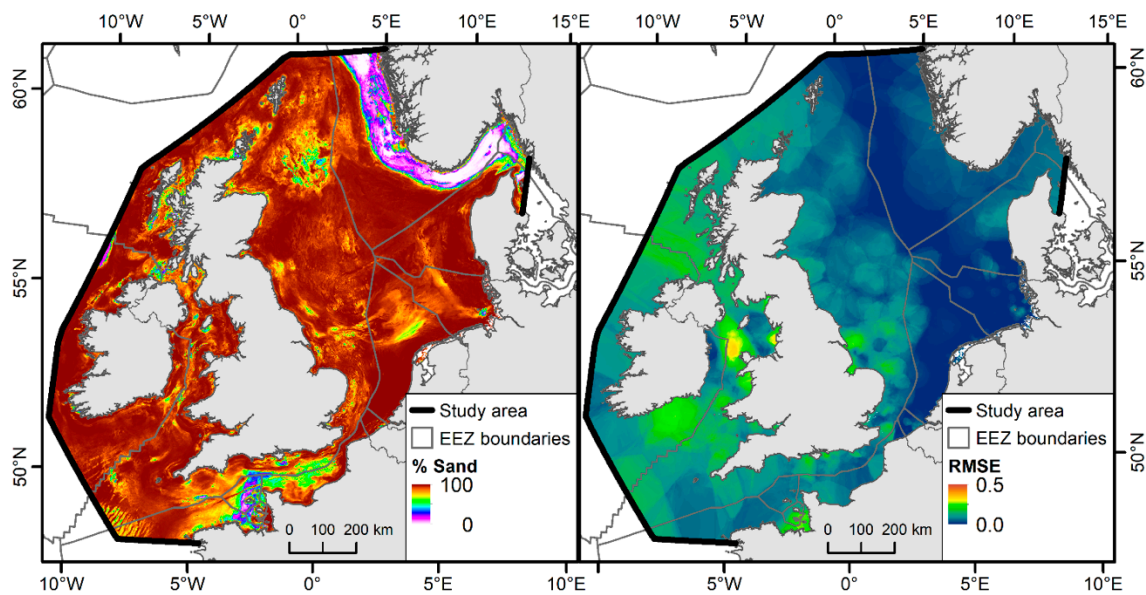 10°W 5°W 0° 5°E 10°E 15°E
10°W 5°W 0° 5°E 10°E 15°E
60°N
55°N
50°N
60°N
55°N
50°N
Study area
EEZ boundaries
% Sand
100
0
0 100 200 km
Study area
EEZ boundaries
RMSE
0.5
0.0
0 100 200 km
10°W 5°W 0° 5°E 10°E 15°E
10°W 5°W 0° 5°E 10°E